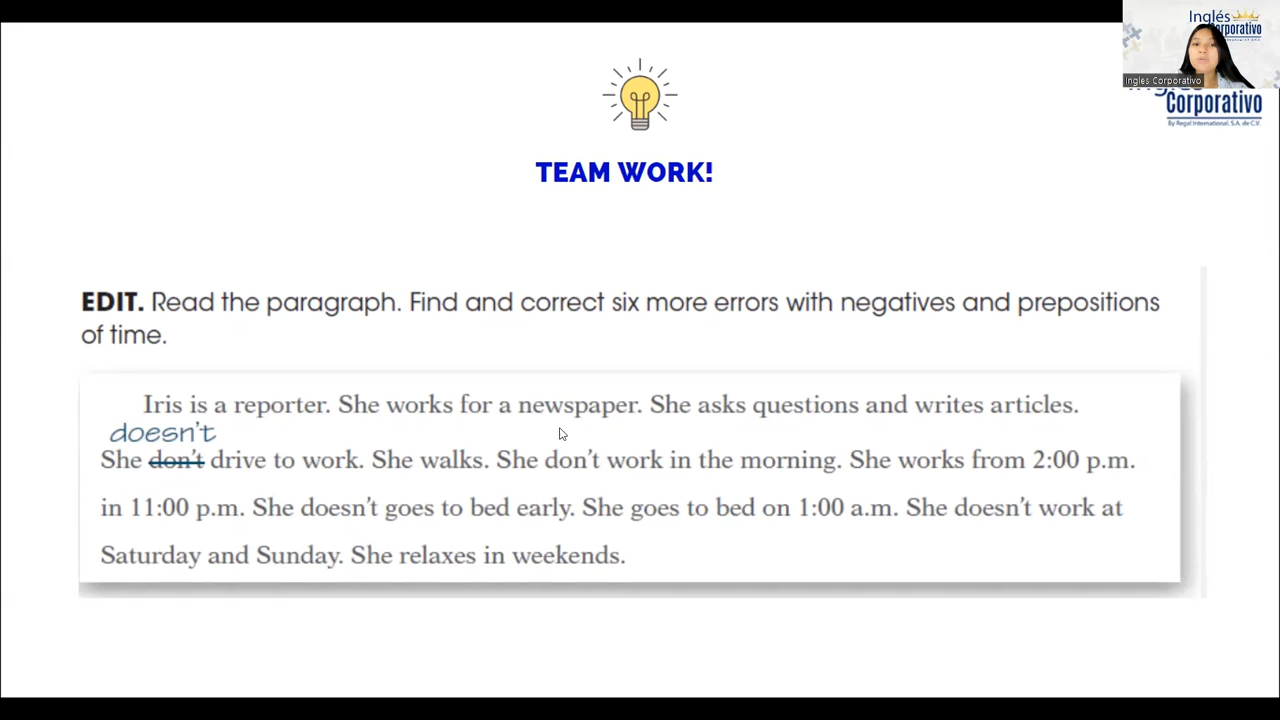 Inglés
Corporativo
Ingles Corporativo
Corporativo
By Regal International, S.A. de C.V.
TEAM WORK!
EDIT. Read the paragraph. Find and correct six more errors with negatives and prepositions
of time.
Iris is a reporter. She works for a newspaper. She asks questions and writes articles.
doesn't
She don't drive to work. She walks. She don't work in the morning. She works from 2:00 p.m.
in 11:00 p.m. She doesn't goes to bed early. She goes to bed on 1:00 a.m. She doesn't work at
Saturday and Sunday. She relaxes in weekends.